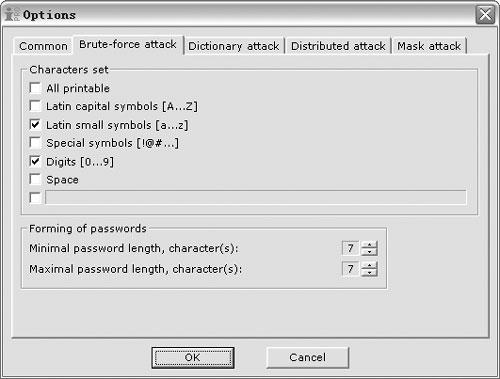 Options
Common Brute-force attack Dictionary attack Distributed attack Mask attack
Characters set
All printable
Latin capital symbols [A...Z]
Latin small symbols [a...z]
Special symbols [!@#...]
Digits [0...9]
Space
Forming of passwords
Minimal password length, character(s): 7
Maximal password length, character(s): 7
OK Cancel